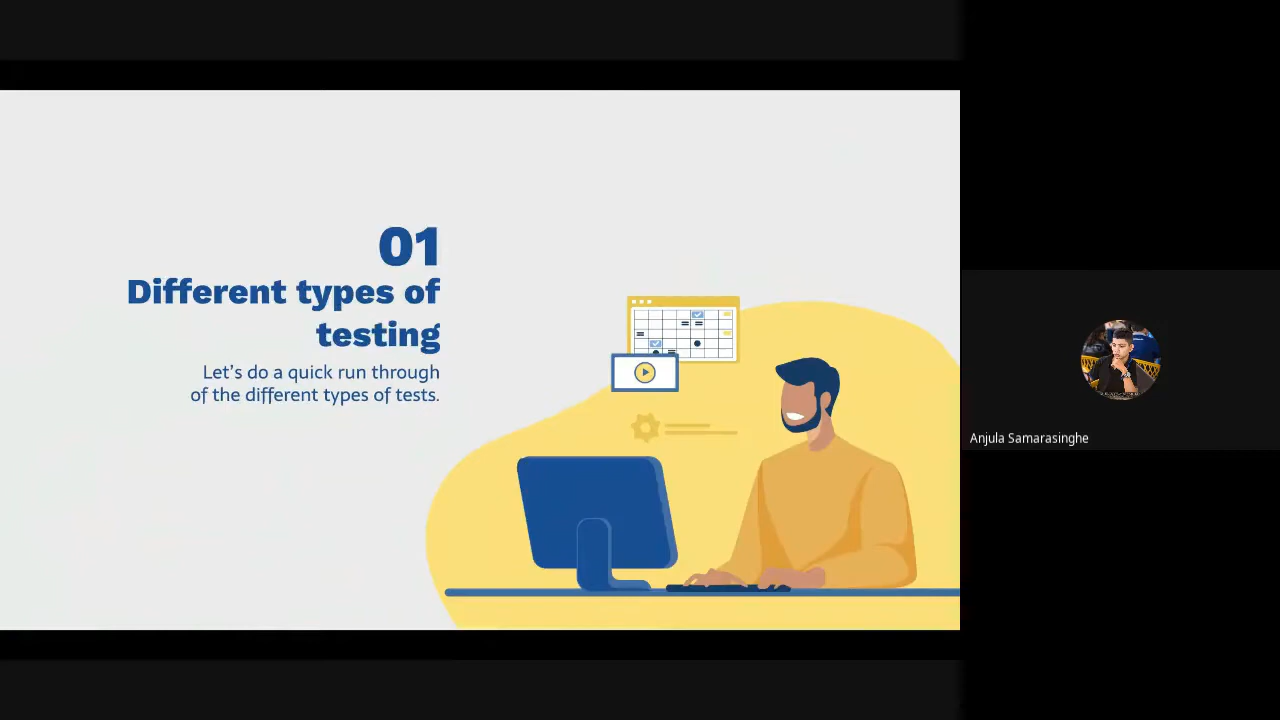 01
Different types of
testing
Let's do a quick run through
of the different types of tests.
Anjula Samarasinghe